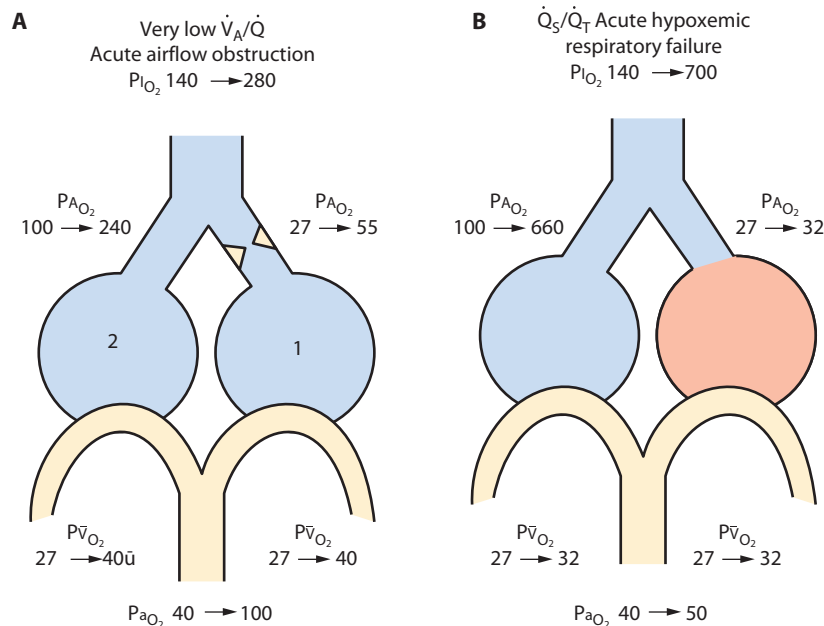 A
Very low V̇A/Q̇
Acute airflow obstruction
PIO2 140 → 280
PAO2
100 → 240
PAO2
27 → 55
2
1
Pv̄O2
27 → 40ū
Pv̄O2
27 → 40
PaO2 40 → 100
B
Q̇S/Q̇T Acute hypoxemic
respiratory failure
PIO2 140 → 700
PAO2
100 → 660
PAO2
27 → 32
Pv̄O2
27 → 32
Pv̄O2
27 → 32
PaO2 40 → 50